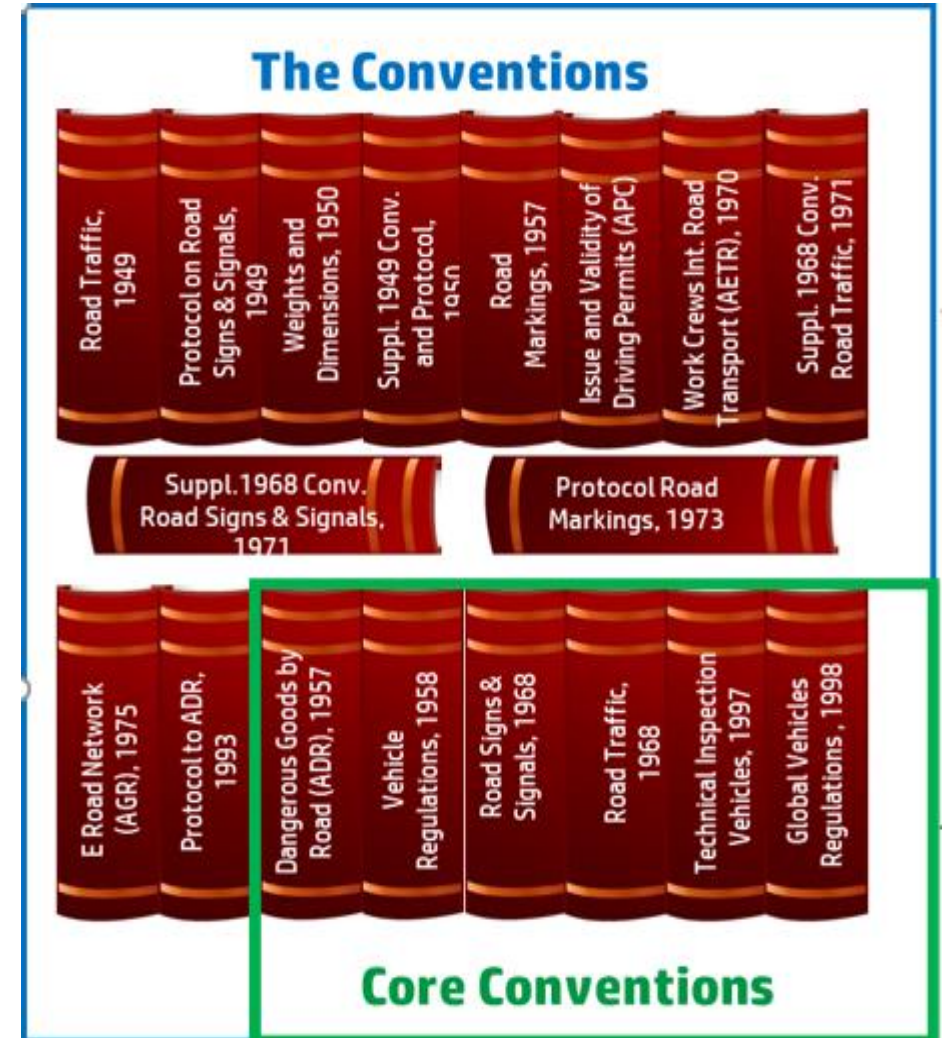 The Conventions
Road Traffic,
1949
Protocol on Road
Signs & Signals,
1949
Weights and
Dimensions, 1950
Suppl. 1949 Conv.
and Protocol,
1950
Road
Markings, 1957
Issue and Validity of
Driving Permits (APC)
Work Crews Int. Road
Transport (AETR), 1970
Suppl. 1968 Conv.
Road Traffic, 1971
Suppl.1968 Conv.
Road Signs & Signals,
1971
Protocol Road
Markings, 1973
E Road Network
(AGR), 1975
Protocol to ADR,
1993
Dangerous Goods by
Road (ADR), 1957
Vehicle
Regulations, 1958
Road Signs &
Signals, 1968
Road Traffic,
1968
Technical Inspection
Vehicles, 1997
Global Vehicles
Regulations, 1998
Core Conventions